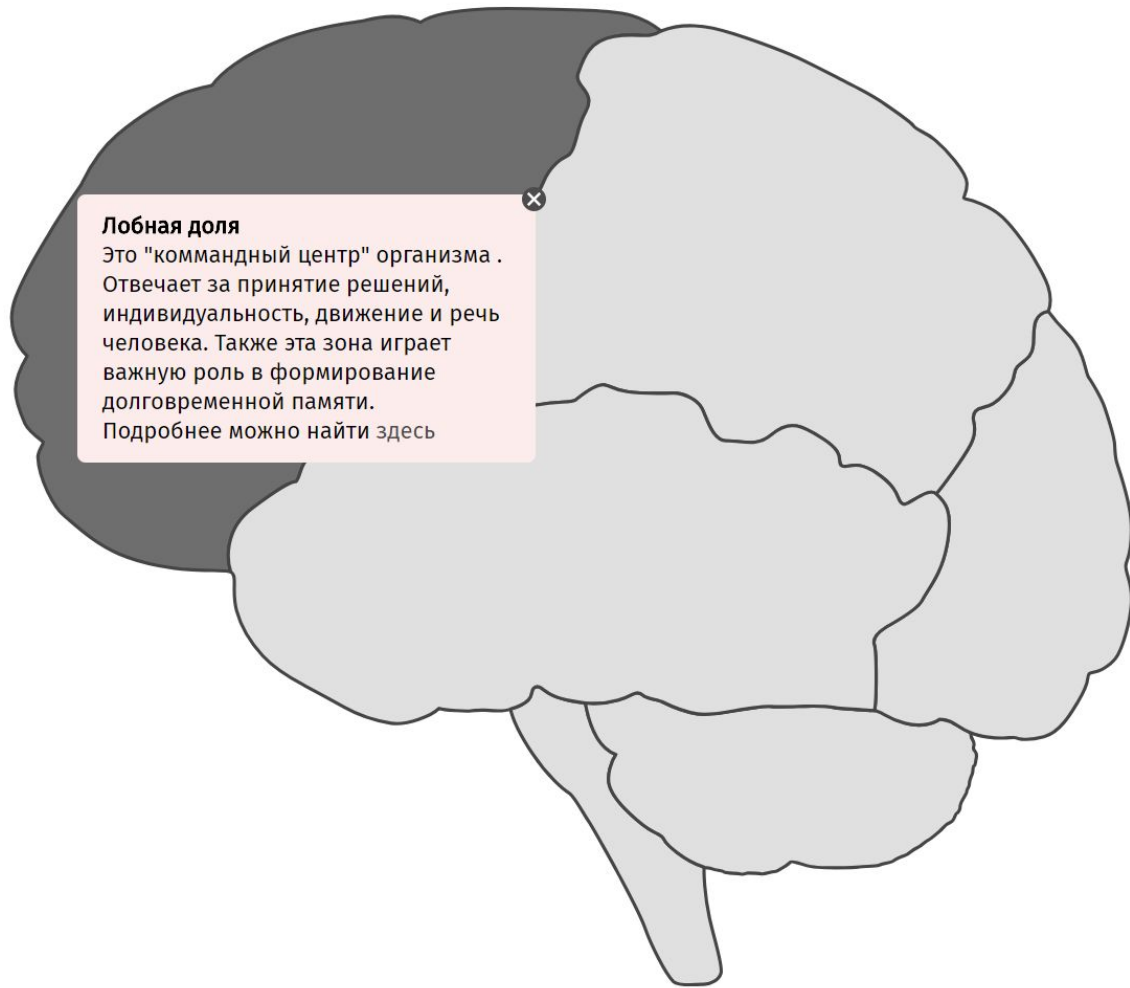 Лобная доля
Это "коммандный центр" организма .
Отвечает за принятие решений,
индивидуальность, движение и речь
человека. Также эта зона играет
важную роль в формирование
долговременной памяти.
Подробнее можно найти здесь